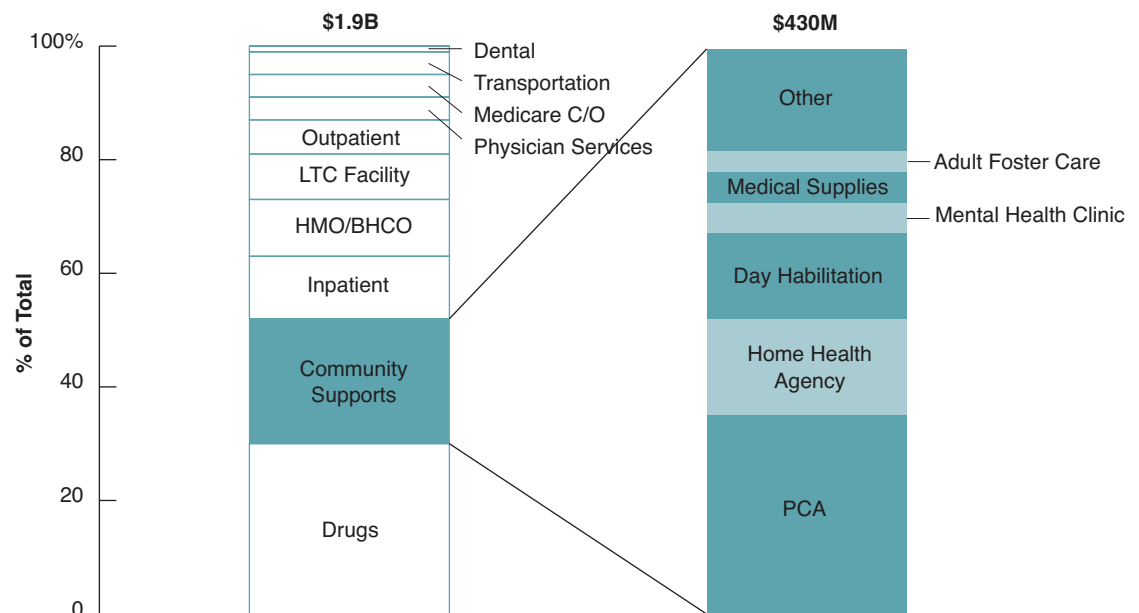 $1.9B
$430M
% of Total
100%
80
60
40
20
0
Dental
Transportation
Medicare C/O
Physician Services
Outpatient
LTC Facility
HMO/BHCO
Inpatient
Community
Supports
Drugs
Other
Adult Foster Care
Medical Supplies
Mental Health Clinic
Day Habilitation
Home Health
Agency
PCA